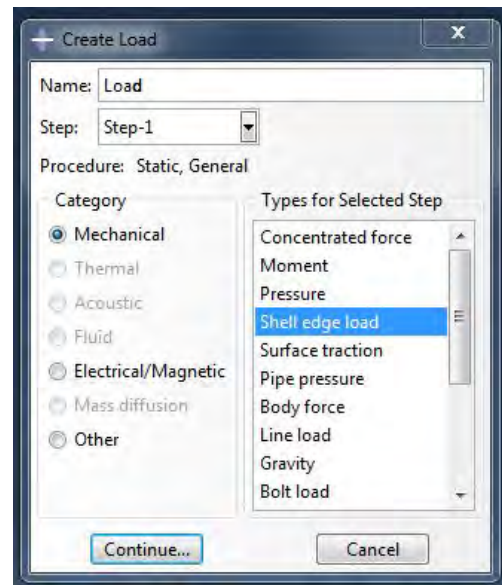 Create Load
X
Name: Load
Step: Step-1
Procedure: Static, General
Category
Mechanical
Thermal
Acoustic
Fluid
Electrical/Magnetic
Mass diffusion
Other
Types for Selected Step
Concentrated force
Moment
Pressure
Shell edge load
Surface traction
Pipe pressure
Body force
Line load
Gravity
Bolt load
Continue...
Cancel